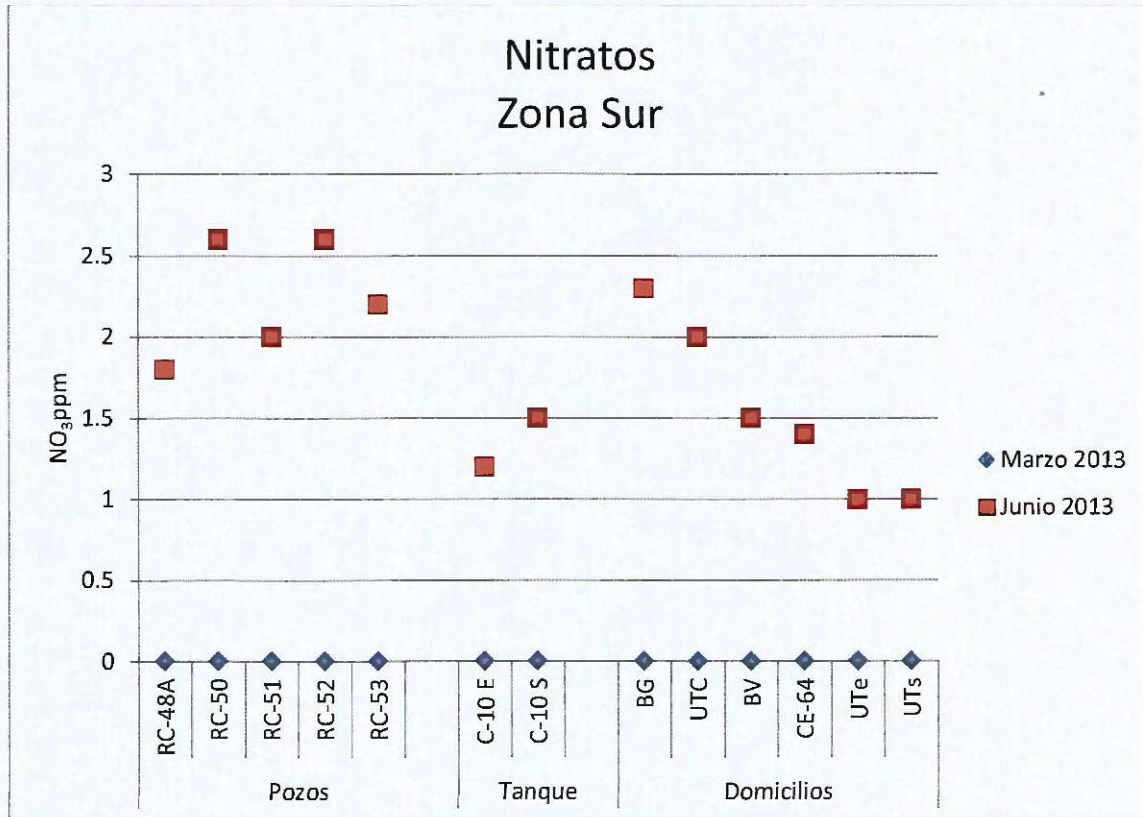 Nitratos
Zona Sur
3
2.5
2
1.5
1
0.5
0
NO₃ppm
RC-48A
RC-50
RC-51
RC-52
RC-53
C-10 E
C-10 S
BG
UTC
BV
CE-64
UTe
UTs
Pozos
Tanque
Domicilios
Marzo 2013
Junio 2013